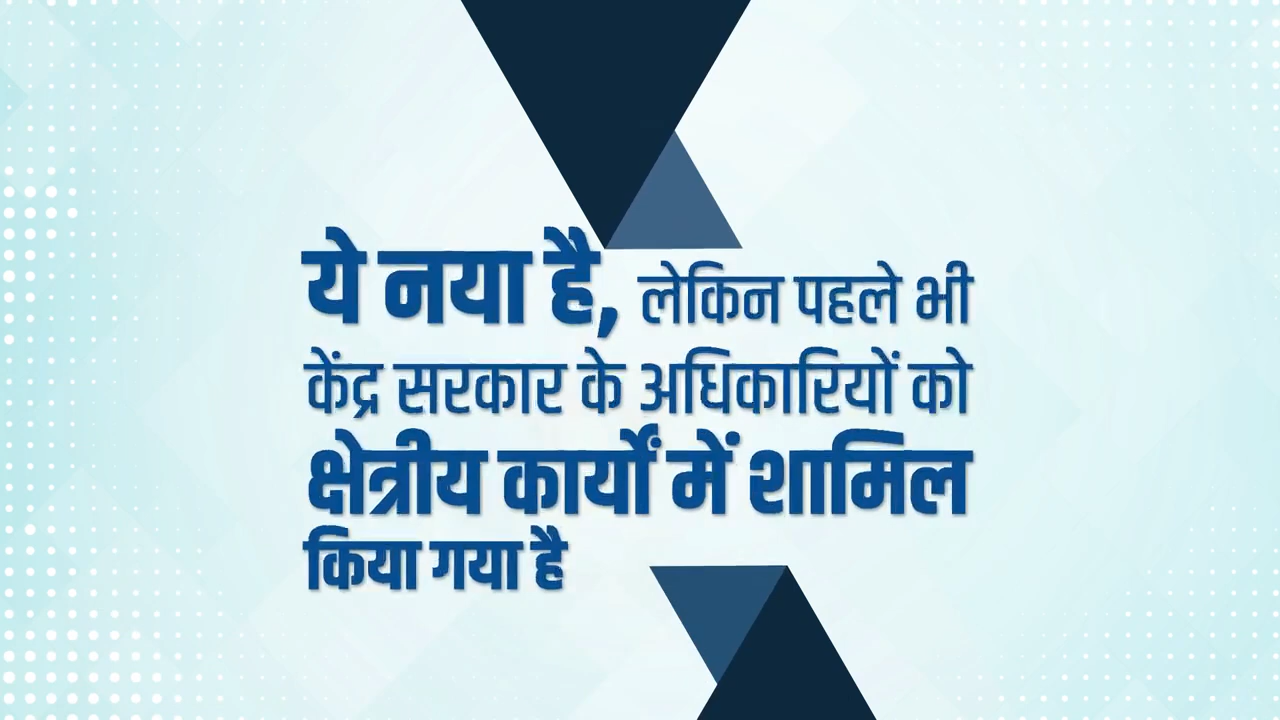 ये नया है, लेकिन पहले भी
केंद्र सरकार के अधिकारियों को
क्षेत्रीय कार्यों में शामिल
किया गया है